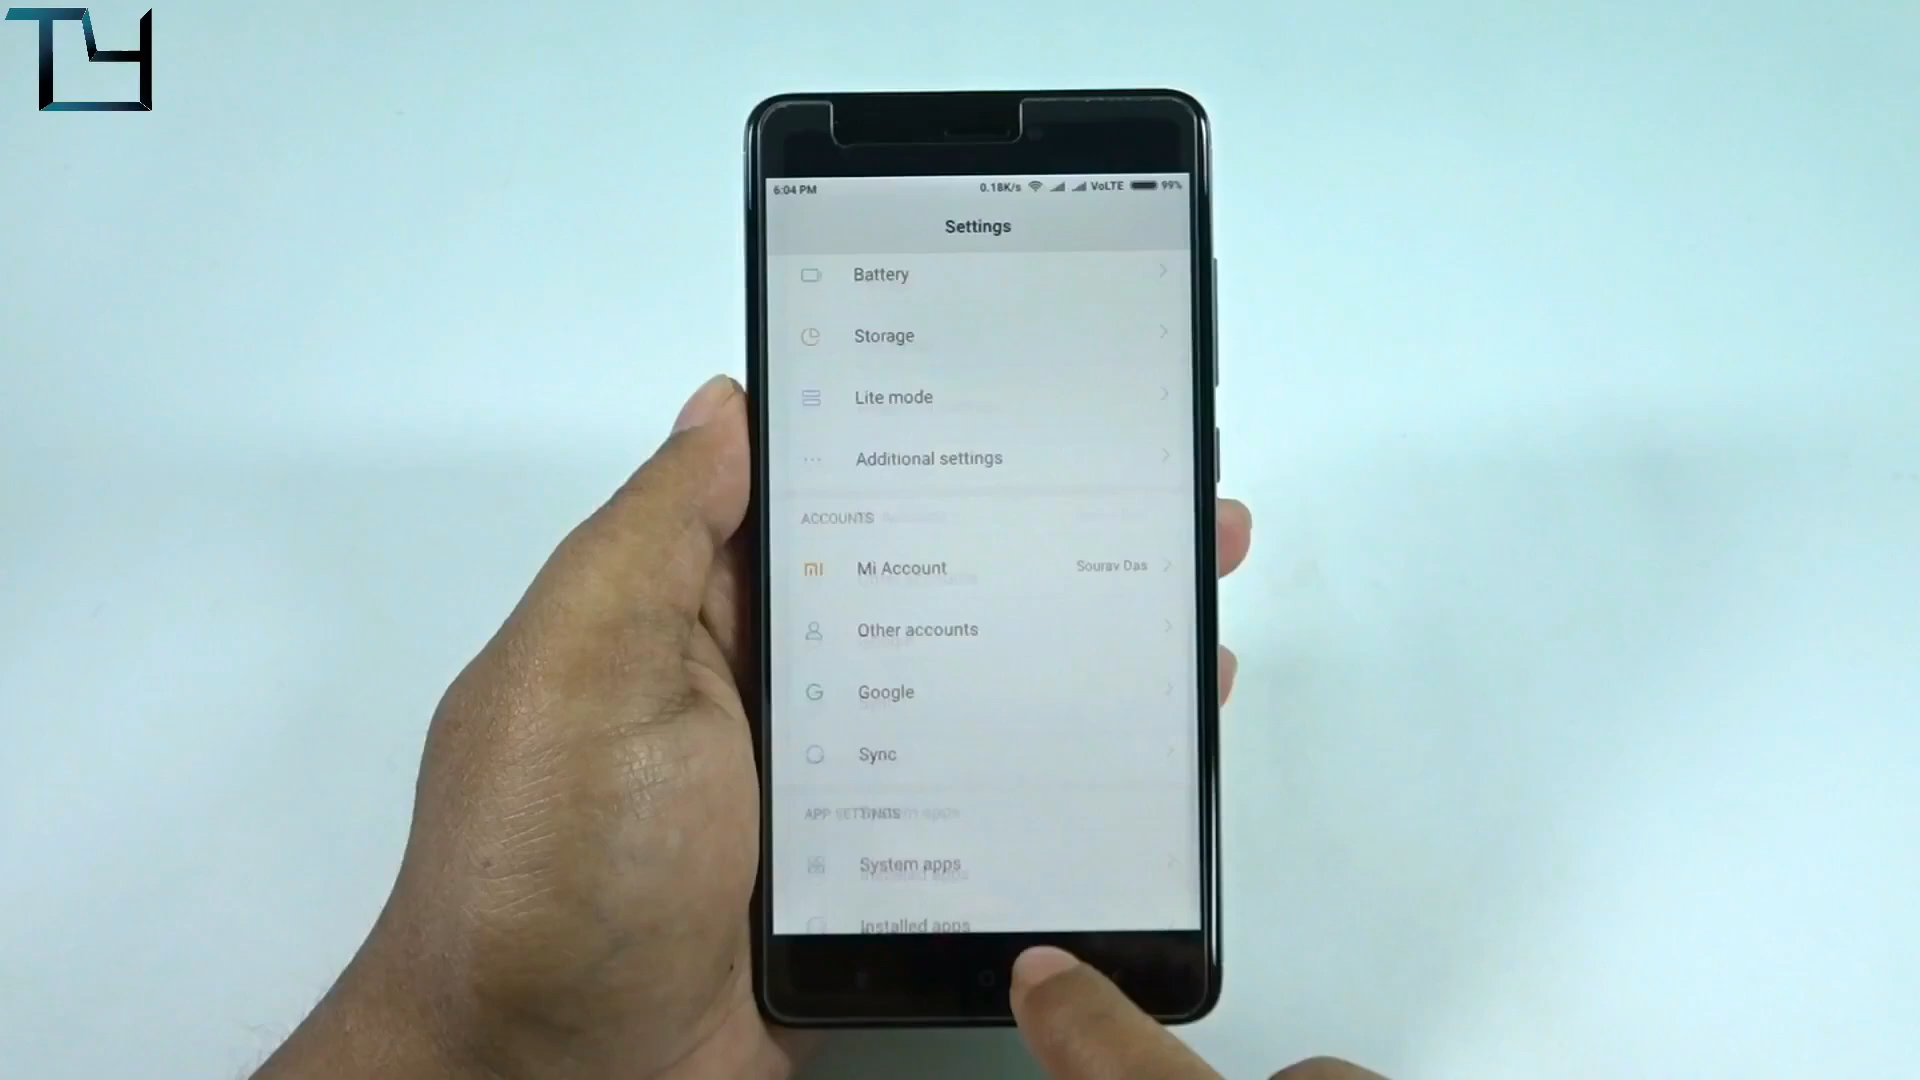 TY
6:04 PM 0.18K/s VoLTE 99%
Settings
Battery
Storage
Lite mode
Additional settings
ACCOUNTS
Mi Account Sourav Das
Other accounts
Google
Sync
APP SETTINGS
System apps
Installed apps